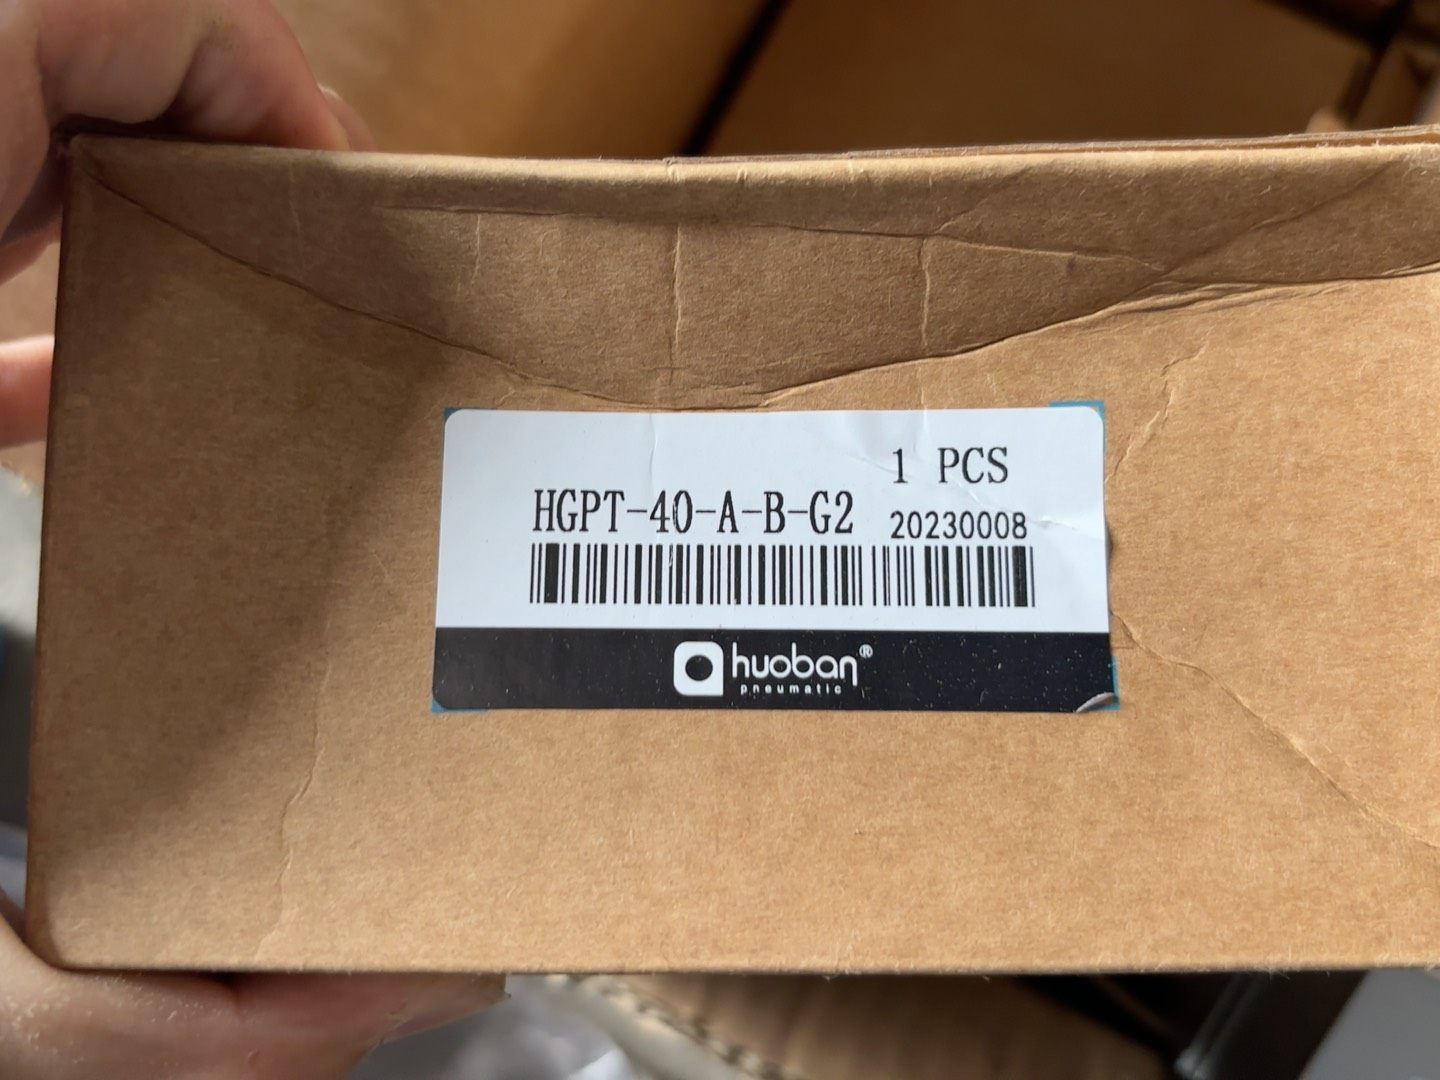 1 PCS
HGPT-40-A-B-G2 20230008
huoban®
pneumatic